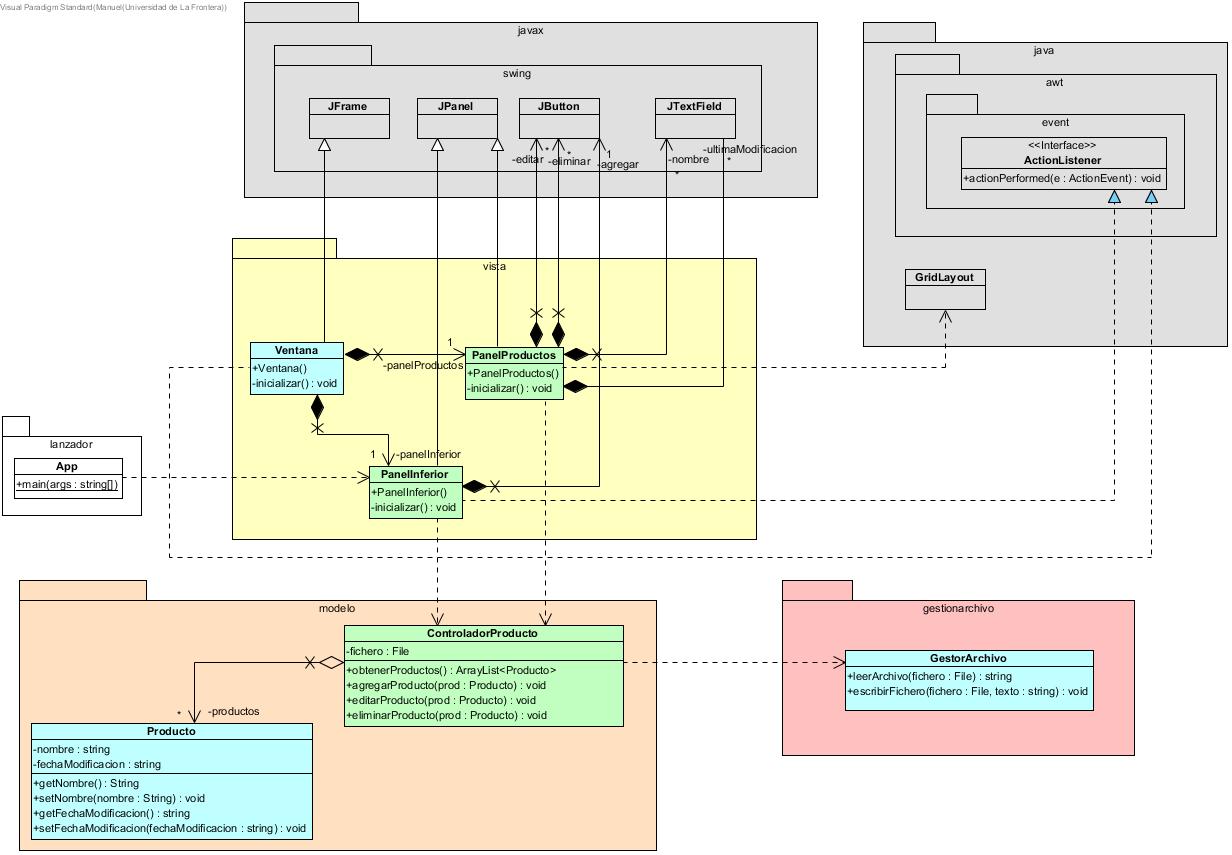 Visual Paradigm Standard(Manuel(Universidad de La Frontera))
javax
swing
JFrame
JPanel
JButton
JTextField
-editar
*
-eliminar
*
1
-agregar
-nombre
*
-ultimaModificacion
*
java
awt
event
<<Interface>>
ActionListener
+actionPerformed(e : ActionEvent) : void
GridLayout
vista
Ventana
+Ventana()
-inicializar() : void
1
-panelProductos
PanelProductos
+PanelProductos()
-inicializar() : void
1
-panelInferior
PanelInferior
+PanelInferior()
-inicializar() : void
lanzador
App
+main(args : string[])
modelo
ControladorProducto
-fichero : File
+obtenerProductos() : ArrayList<Producto>
+agregarProducto(prod : Producto) : void
+editarProducto(prod : Producto) : void
+eliminarProducto(prod : Producto) : void
*
-productos
Producto
-nombre : string
-fechaModificacion : string
+getNombre() : String
+setNombre(nombre : String) : void
+getFechaModificacion() : string
+setFechaModificacion(fechaModificacion : string) : void
gestionarchivo
GestorArchivo
+leerArchivo(fichero : File) : string
+escribirFichero(fichero : File, texto : string) : void